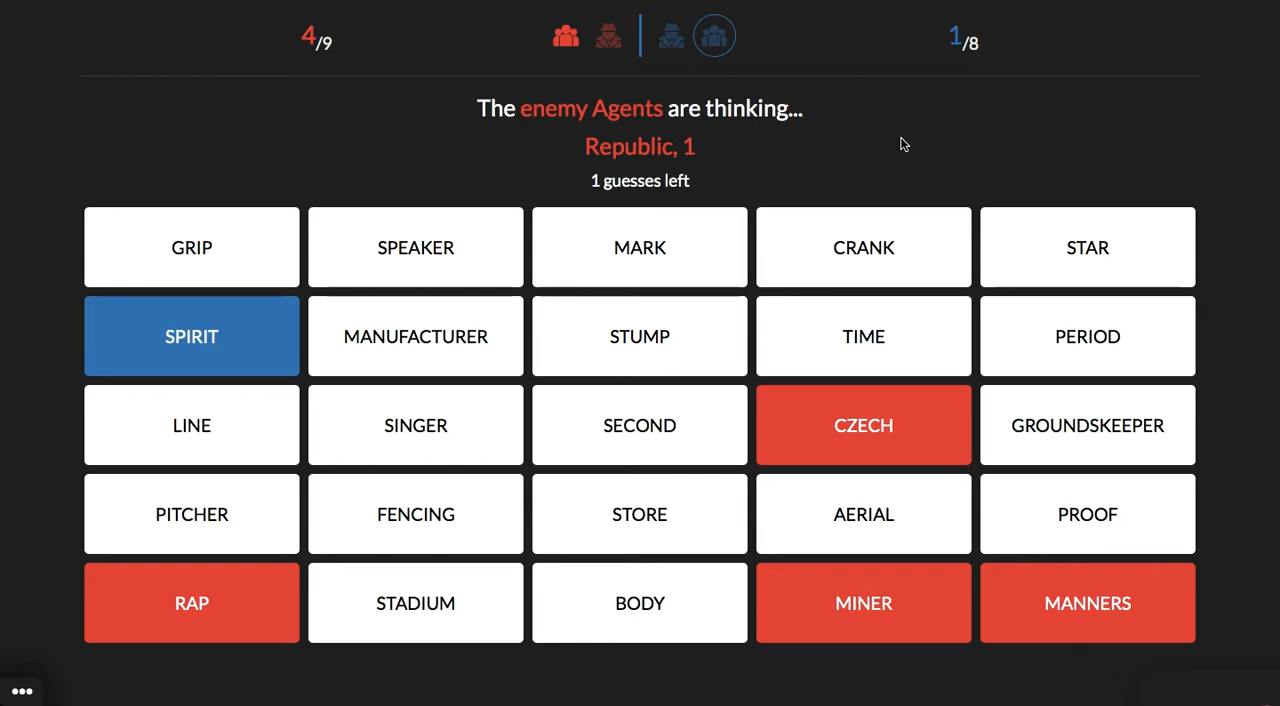 4/9 1/8
The enemy Agents are thinking...
Republic, 1
1 guesses left
GRIP SPEAKER MARK CRANK STAR
SPIRIT MANUFACTURER STUMP TIME PERIOD
LINE SINGER SECOND CZECH GROUNDSKEEPER
PITCHER FENCING STORE AERIAL PROOF
RAP STADIUM BODY MINER MANNERS